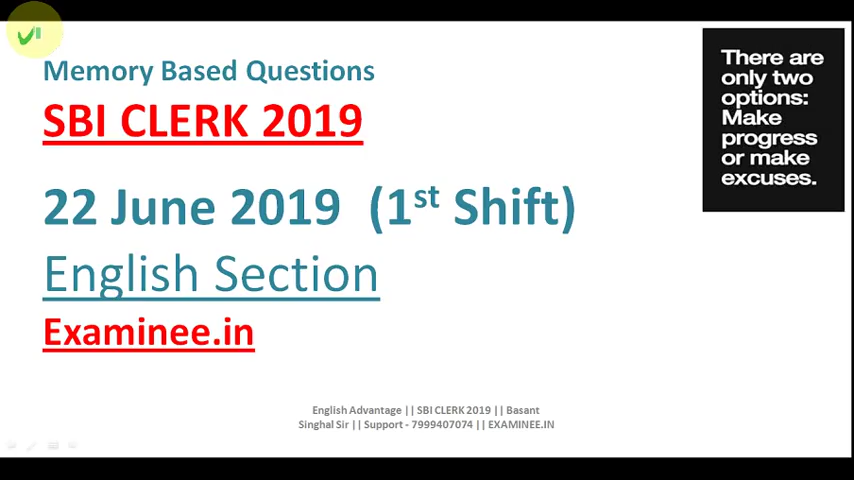 Memory Based Questions
SBI CLERK 2019
22 June 2019 (1st Shift)
English Section
Examinee.in
There are
only two
options:
Make
progress
or make
excuses.
English Advantage || SBI CLERK 2019 || Basant
Singhal Sir || Support - 7999407074 || EXAMINEE.IN